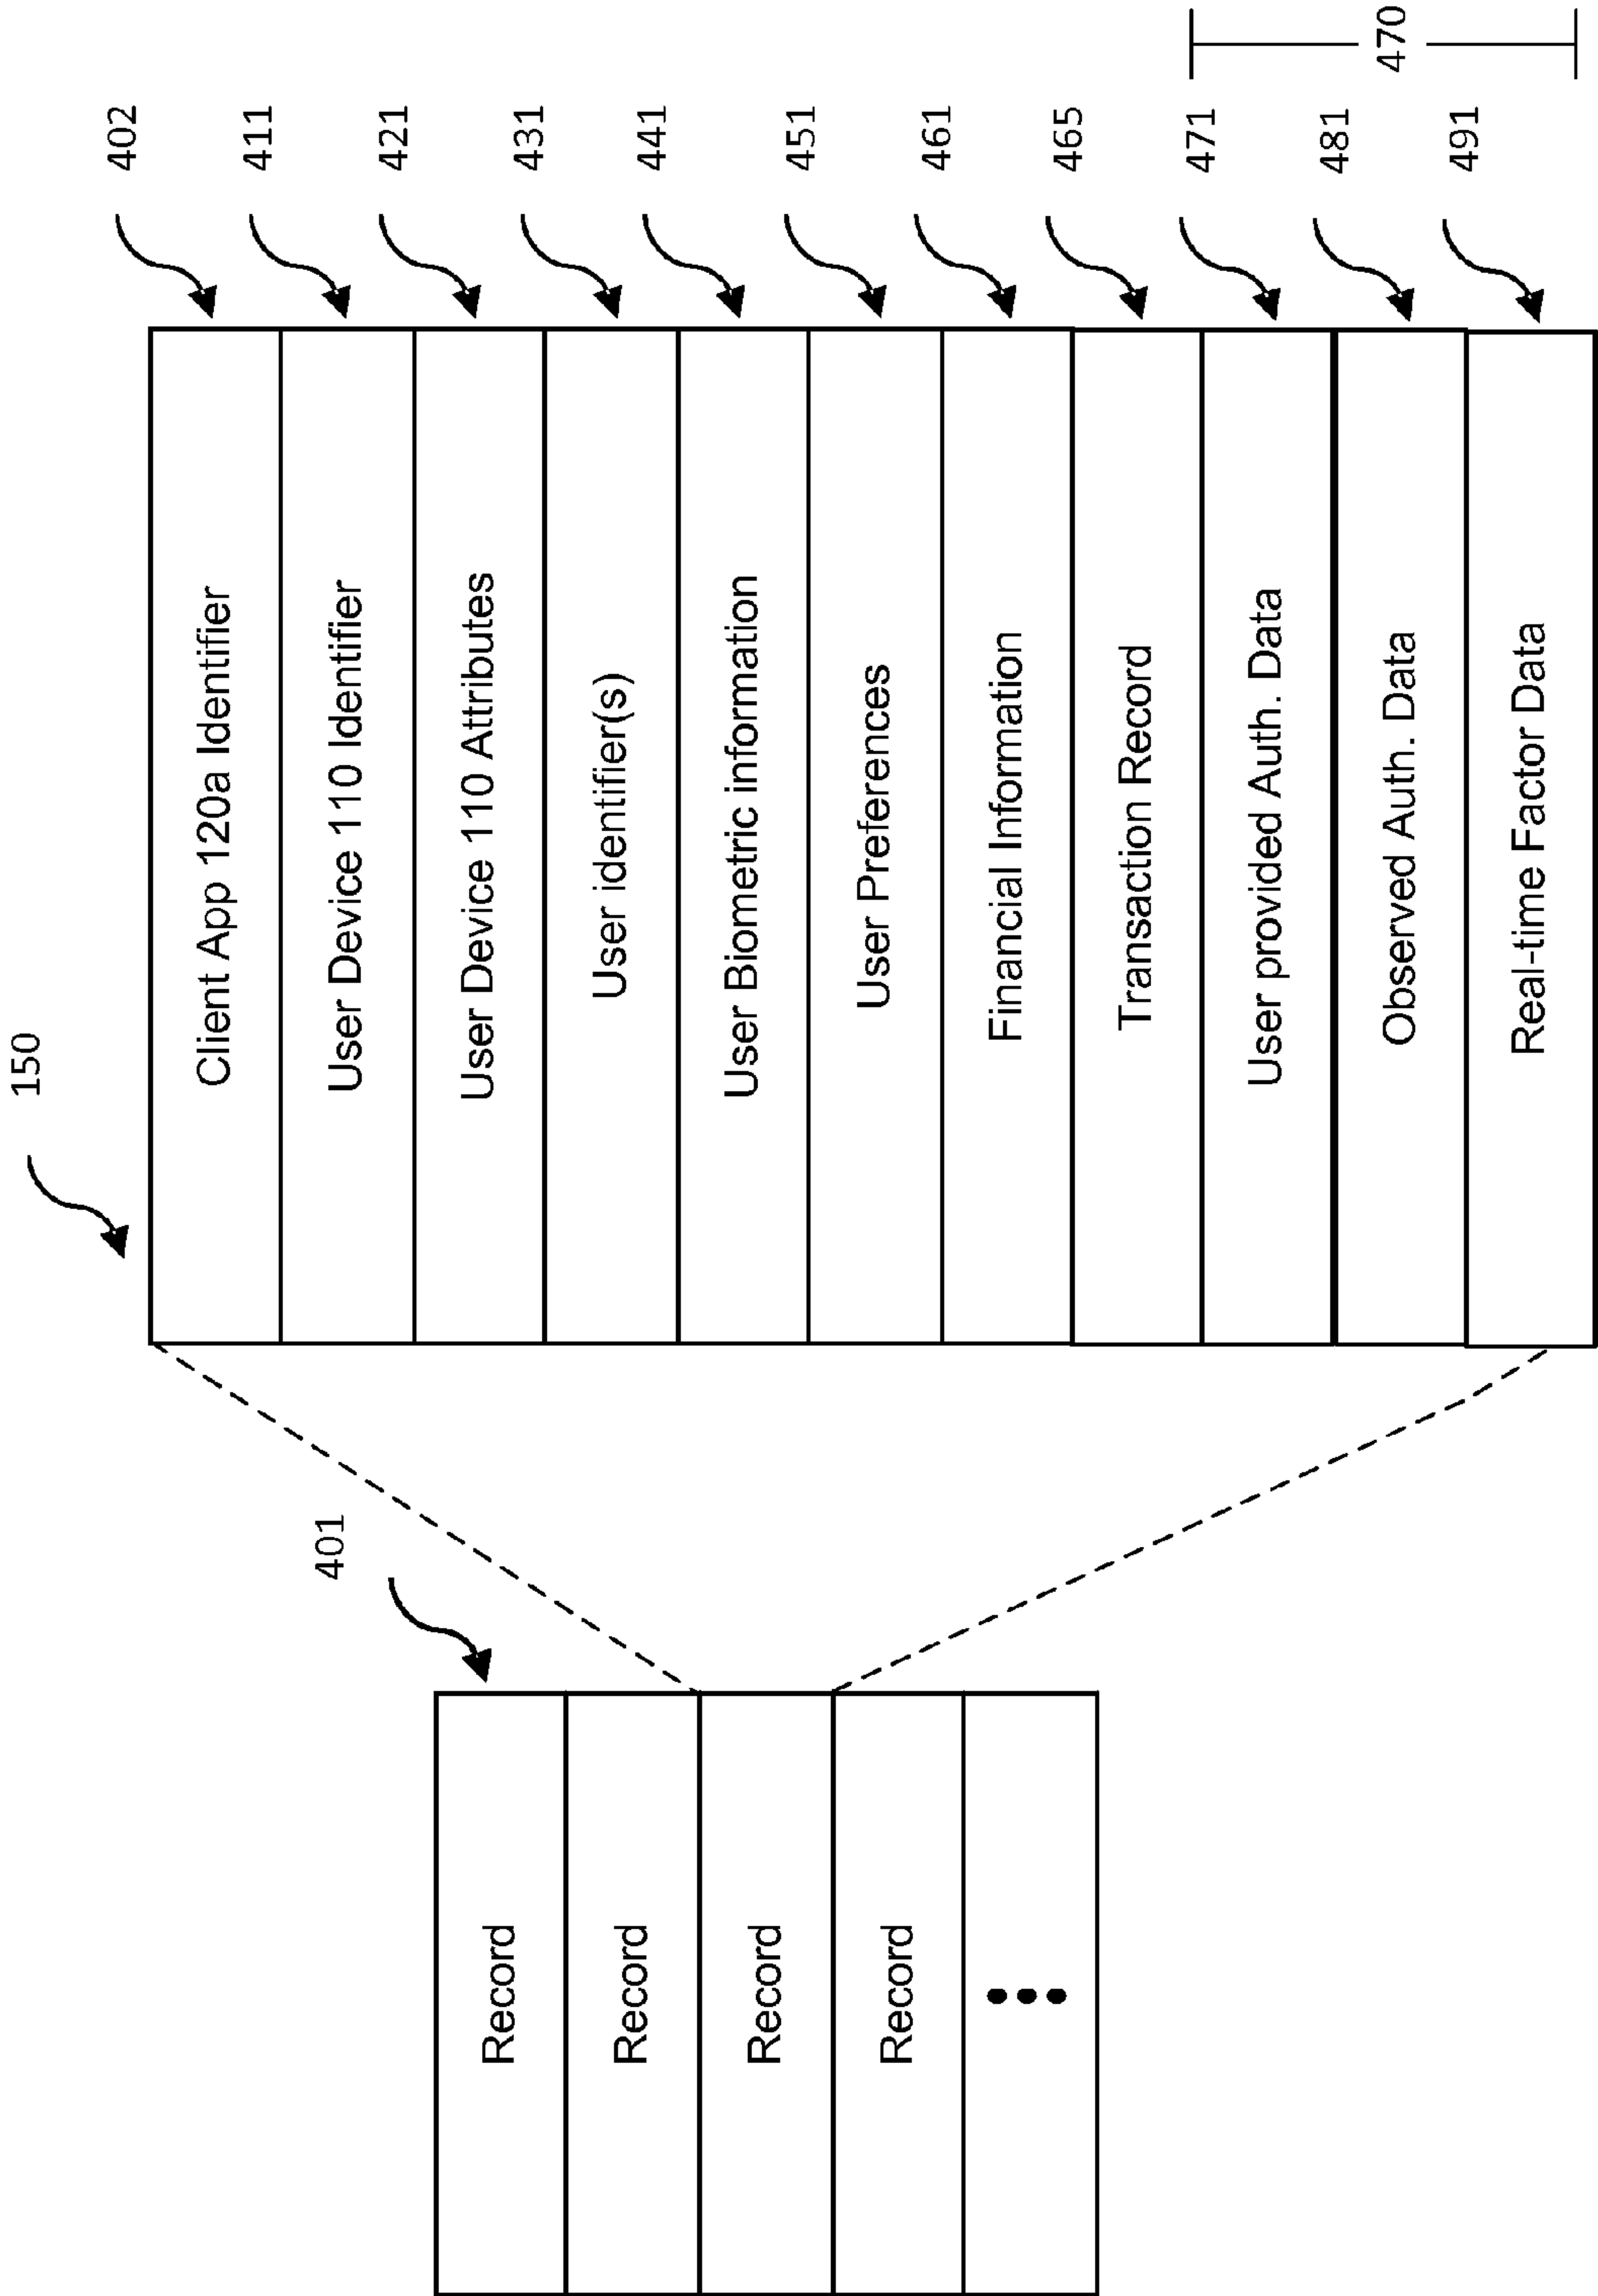 150
401
Record
Record
Record
Record
Client App 120a Identifier
402
User Device 110 Identifier
411
User Device 110 Attributes
421
User identifier(s)
431
User Biometric information
441
User Preferences
451
Financial Information
461
Transaction Record
465
User provided Auth. Data
471
Observed Auth. Data
481
Real-time Factor Data
491
470